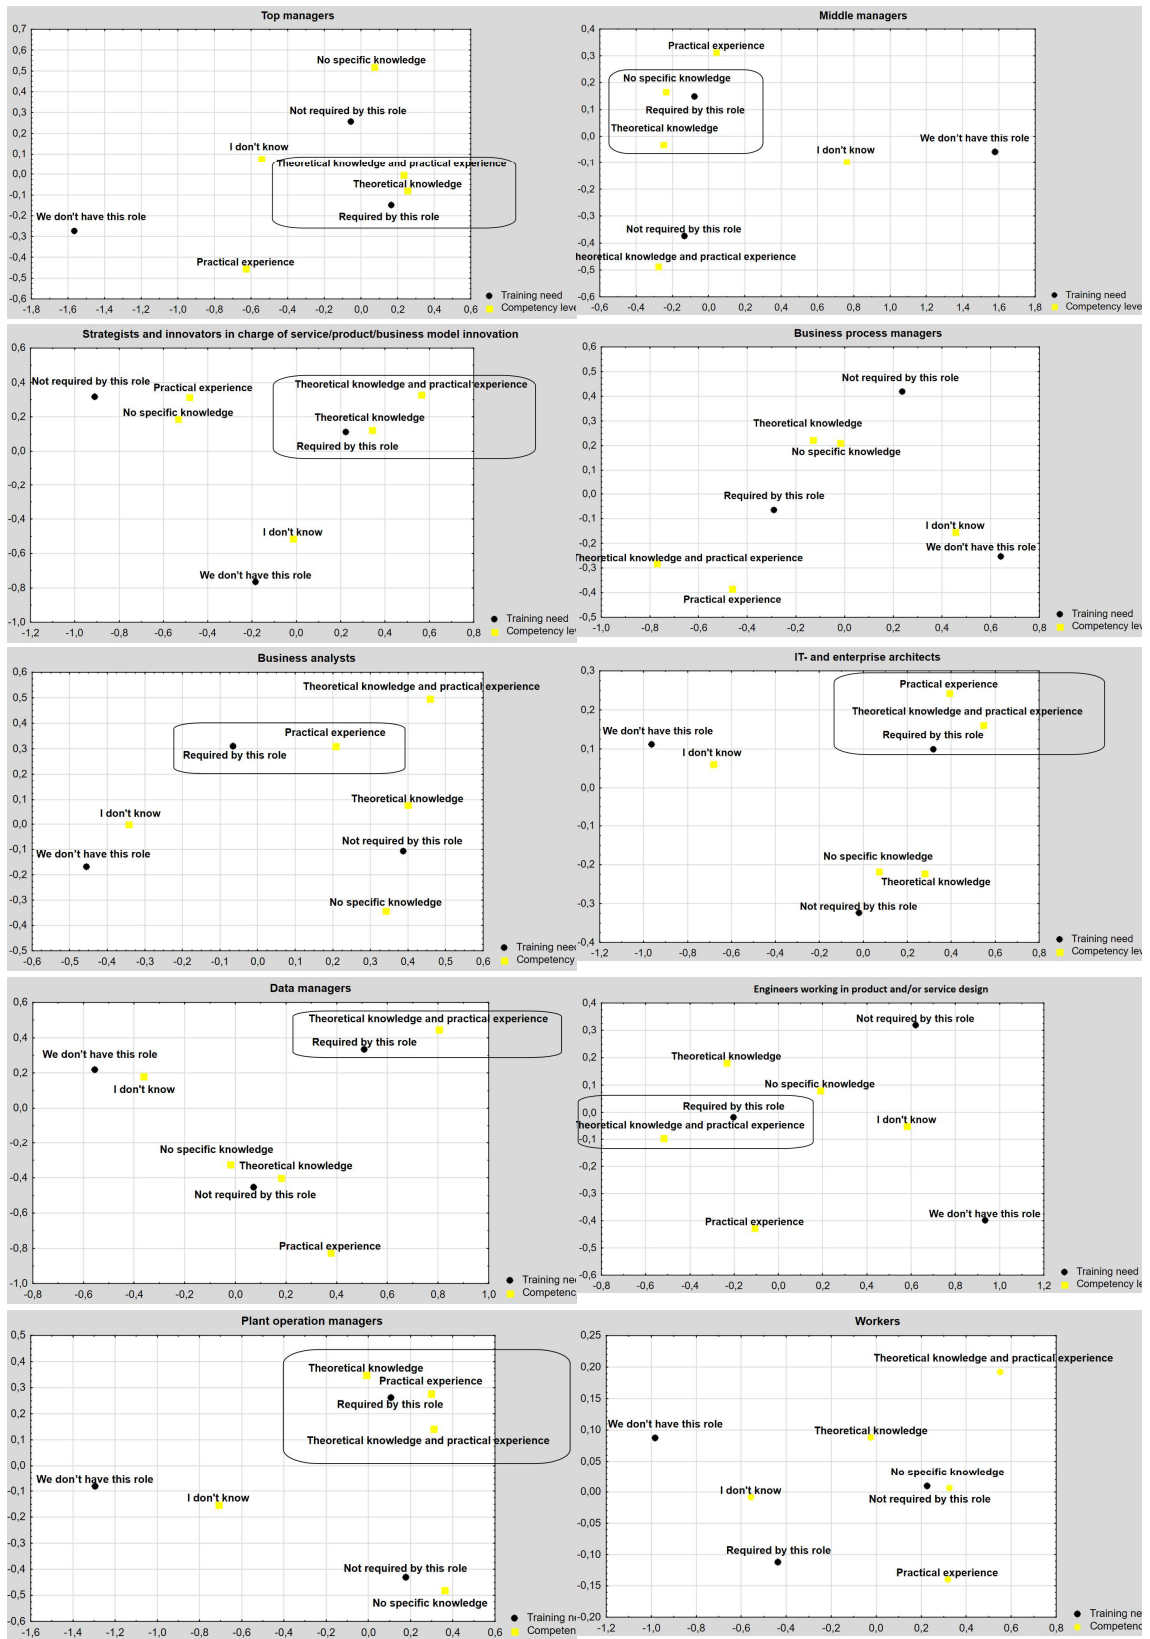 Top managers
0,7
0,6
0,5
0,4
0,3
0,2
0,1
0,0
-0,1
-0,2
-0,3
-0,4
-0,5
-0,6
No specific knowledge
Not required by this role
I don't know
Theoretical knowledge and practical experience
Theoretical knowledge
Required by this role
We don't have this role
Practical experience
-1,8 -1,6 -1,4 -1,2 -1,0 -0,8 -0,6 -0,4 -0,2 0,0 0,2 0,4 0,6
Training need
Competency leve
Middle managers
0,4
0,3
0,2
0,1
0,0
-0,1
-0,2
-0,3
-0,4
-0,5
-0,6
Practical experience
No specific knowledge
Required by this role
Theoretical knowledge
We don't have this role
I don't know
Not required by this role
heoretical knowledge and practical experience
-0,6 -0,4 -0,2 0,0 0,2 0,4 0,6 0,8 1,0 1,2 1,4 1,6 1,8
Training need
Competency leve
Strategists and innovators in charge of service/product/business model innovation
0,6
0,4
0,2
0,0
-0,2
-0,4
-0,6
-0,8
-1,0
Not required by this role
Practical experience
No specific knowledge
Theoretical knowledge and practical experience
Theoretical knowledge
Required by this role
I don't know
We don't have this role
-1,2 -1,0 -0,8 -0,6 -0,4 -0,2 0,0 0,2 0,4 0,6 0,8
Training need
Competency lev
Business process managers
0,6
0,5
0,4
0,3
0,2
0,1
0,0
-0,1
-0,2
-0,3
-0,4
-0,5
Not required by this role
Theoretical knowledge
No specific knowledge
Required by this role
I don't know
We don't have this role
heoretical knowledge and practical experience
Practical experience
-1,0 -0,8 -0,6 -0,4 -0,2 0,0 0,2 0,4 0,6 0,8
Training need
Competency lev
Business analysts
0,6
0,5
0,4
0,3
0,2
0,1
0,0
-0,1
-0,2
-0,3
-0,4
-0,5
Theoretical knowledge and practical experience
Practical experience
Required by this role
Theoretical knowledge
I don't know
Not required by this role
We don't have this role
No specific knowledge
-0,6 -0,5 -0,4 -0,3 -0,2 -0,1 0,0 0,1 0,2 0,3 0,4 0,5 0,6
Training need
Competency
IT- and enterprise architects
0,3
0,2
0,1
0,0
-0,1
-0,2
-0,3
-0,4
Practical experience
Theoretical knowledge and practical experience
We don't have this role
Required by this role
I don't know
No specific knowledge
Theoretical knowledge
Not required by this role
-1,2 -1,0 -0,8 -0,6 -0,4 -0,2 0,0 0,2 0,4 0,6 0,8
Training need
Competency lev
Data managers
0,6
0,4
0,2
0,0
-0,2
-0,4
-0,6
-0,8
-1,0
Theoretical knowledge and practical experience
Required by this role
We don't have this role
I don't know
No specific knowledge
Theoretical knowledge
Not required by this role
Practical experience
-0,8 -0,6 -0,4 -0,2 0,0 0,2 0,4 0,6 0,8 1,0
Training nee
Competenc
Engineers working in product and/or service design
0,4
0,3
0,2
0,1
0,0
-0,1
-0,2
-0,3
-0,4
-0,5
-0,6
Not required by this role
Theoretical knowledge
No specific knowledge
Required by this role
I don't know
heoretical knowledge and practical experience
We don't have this role
Practical experience
-0,8 -0,6 -0,4 -0,2 0,0 0,2 0,4 0,6 0,8 1,0 1,2
Training need
Competency le
Plant operation managers
0,5
0,4
0,3
0,2
0,1
0,0
-0,1
-0,2
-0,3
-0,4
-0,5
-0,6
Theoretical knowledge
Practical experience
Required by this role
Theoretical knowledge and practical experience
We don't have this role
I don't know
Not required by this role
No specific knowledge
-1,6 -1,4 -1,2 -1,0 -0,8 -0,6 -0,4 -0,2 0,0 0,2 0,4 0,6
Training n
Competen
Workers
0,25
0,20
0,15
0,10
0,05
0,00
-0,05
-0,10
-0,15
-0,20
Theoretical knowledge and practical experience
We don't have this role
Theoretical knowledge
No specific knowledge
I don't know
Not required by this role
Required by this role
Practical experience
-1,2 -1,0 -0,8 -0,6 -0,4 -0,2 0,0 0,2 0,4 0,6 0,8
Training ne
Competenc